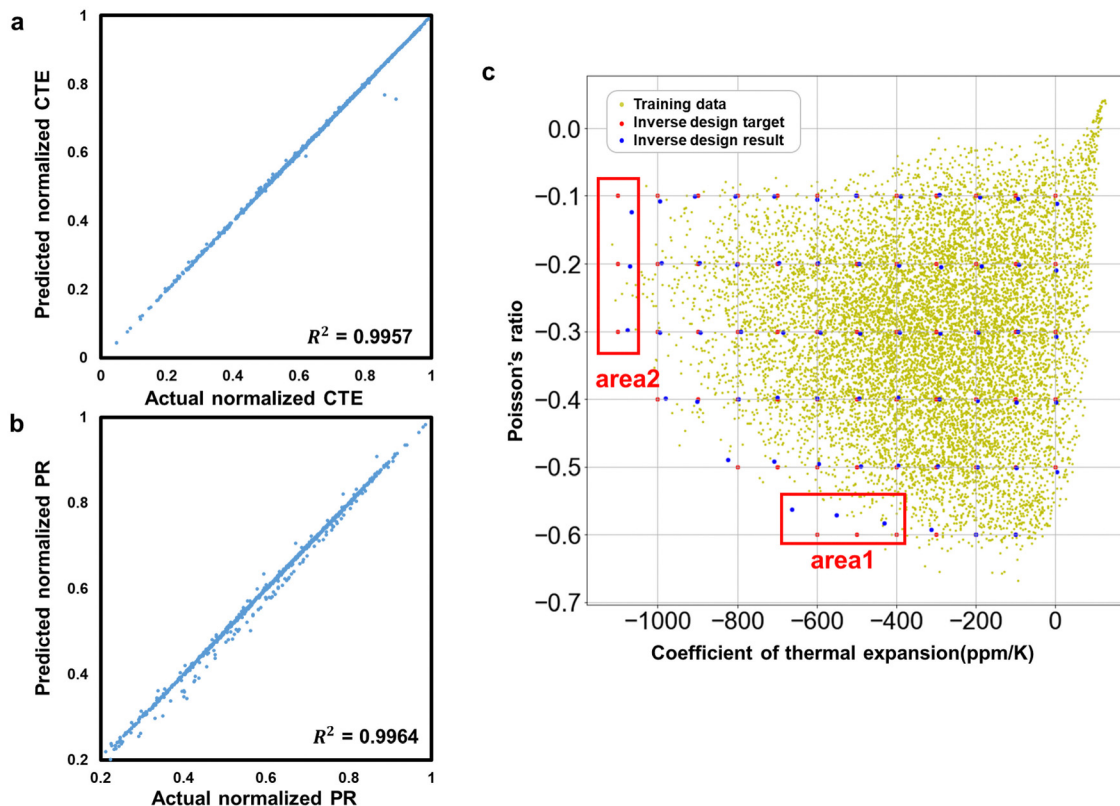 a
1
0.8
0.6
0.4
0.2
0
0
0.2
0.4
0.6
0.8
1
Predicted normalized CTE
R² = 0.9957
Actual normalized CTE
b
1
0.8
0.6
0.4
0.2
0.2
0.4
0.6
0.8
1
Predicted normalized PR
R² = 0.9964
Actual normalized PR
c
Training data
Inverse design target
Inverse design result
0.0
−0.1
−0.2
−0.3
−0.4
−0.5
−0.6
−0.7
Poisson's ratio
area2
area1
−1000
−800
−600
−400
−200
0
Coefficient of thermal expansion(ppm/K)